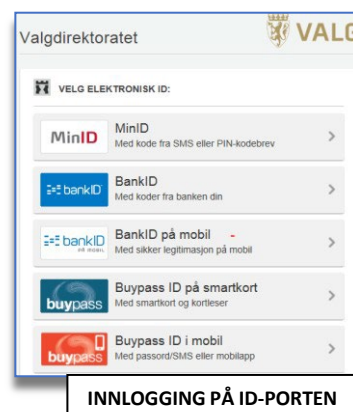 Valgdirektoratet
VALG
VELG ELEKTRONISK ID:
MinID
MinID
Med kode fra SMS eller PIN-kodebrev
bankID
BankID
Med koder fra banken din
bankID
PÅ MOBIL
BankID på mobil -
Med sikker legitimasjon på mobil
buypass
Buypass ID på smartkort
Med smartkort og kortleser
buypass
Buypass ID i mobil
Med passord/SMS eller mobilapp
INNLOGGING PÅ ID-PORTEN